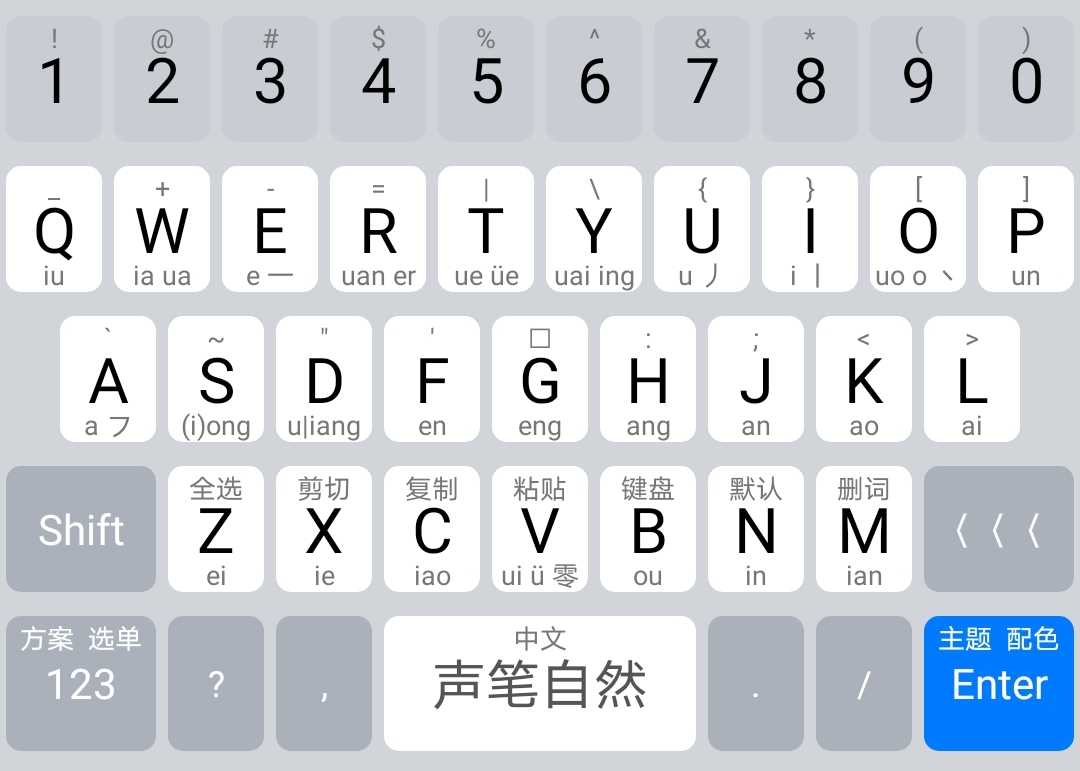 ! @ # $ % ^ & * ( )
1 2 3 4 5 6 7 8 9 0
_ + - = | \ { } [ ]
Q W E R T Y U I O P
iu ia ua e 一 uan er ue üe uai ing u 丿 i 丨 uo o 丶 un
` ~ " ' □ : ; < >
A S D F G H J K L
a フ (i)ong u|iang en eng ang an ao ai
全选 剪切 复制 粘贴 键盘 默认 删词
Shift Z X C V B N M 〈〈〈
ei ie iao ui ü 零 ou in ian
方案 选单 中文 主题 配色
123 ? , 声笔自然 . / Enter